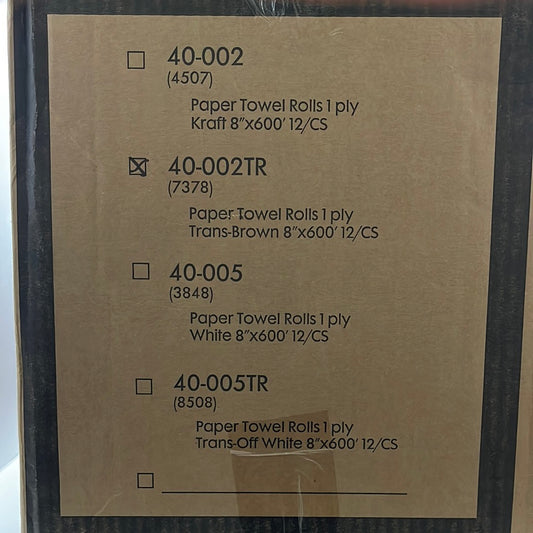 40-002
(4507)
Paper Towel Rolls 1 ply
Kraft 8"x600' 12/CS
40-002TR
(7378)
Paper Towel Rolls 1 ply
Trans-Brown 8"x600' 12/CS
40-005
(3848)
Paper Towel Rolls 1 ply
White 8"x600' 12/CS
40-005TR
(8508)
Paper Towel Rolls 1 ply
Trans-Off White 8"x600' 12/CS